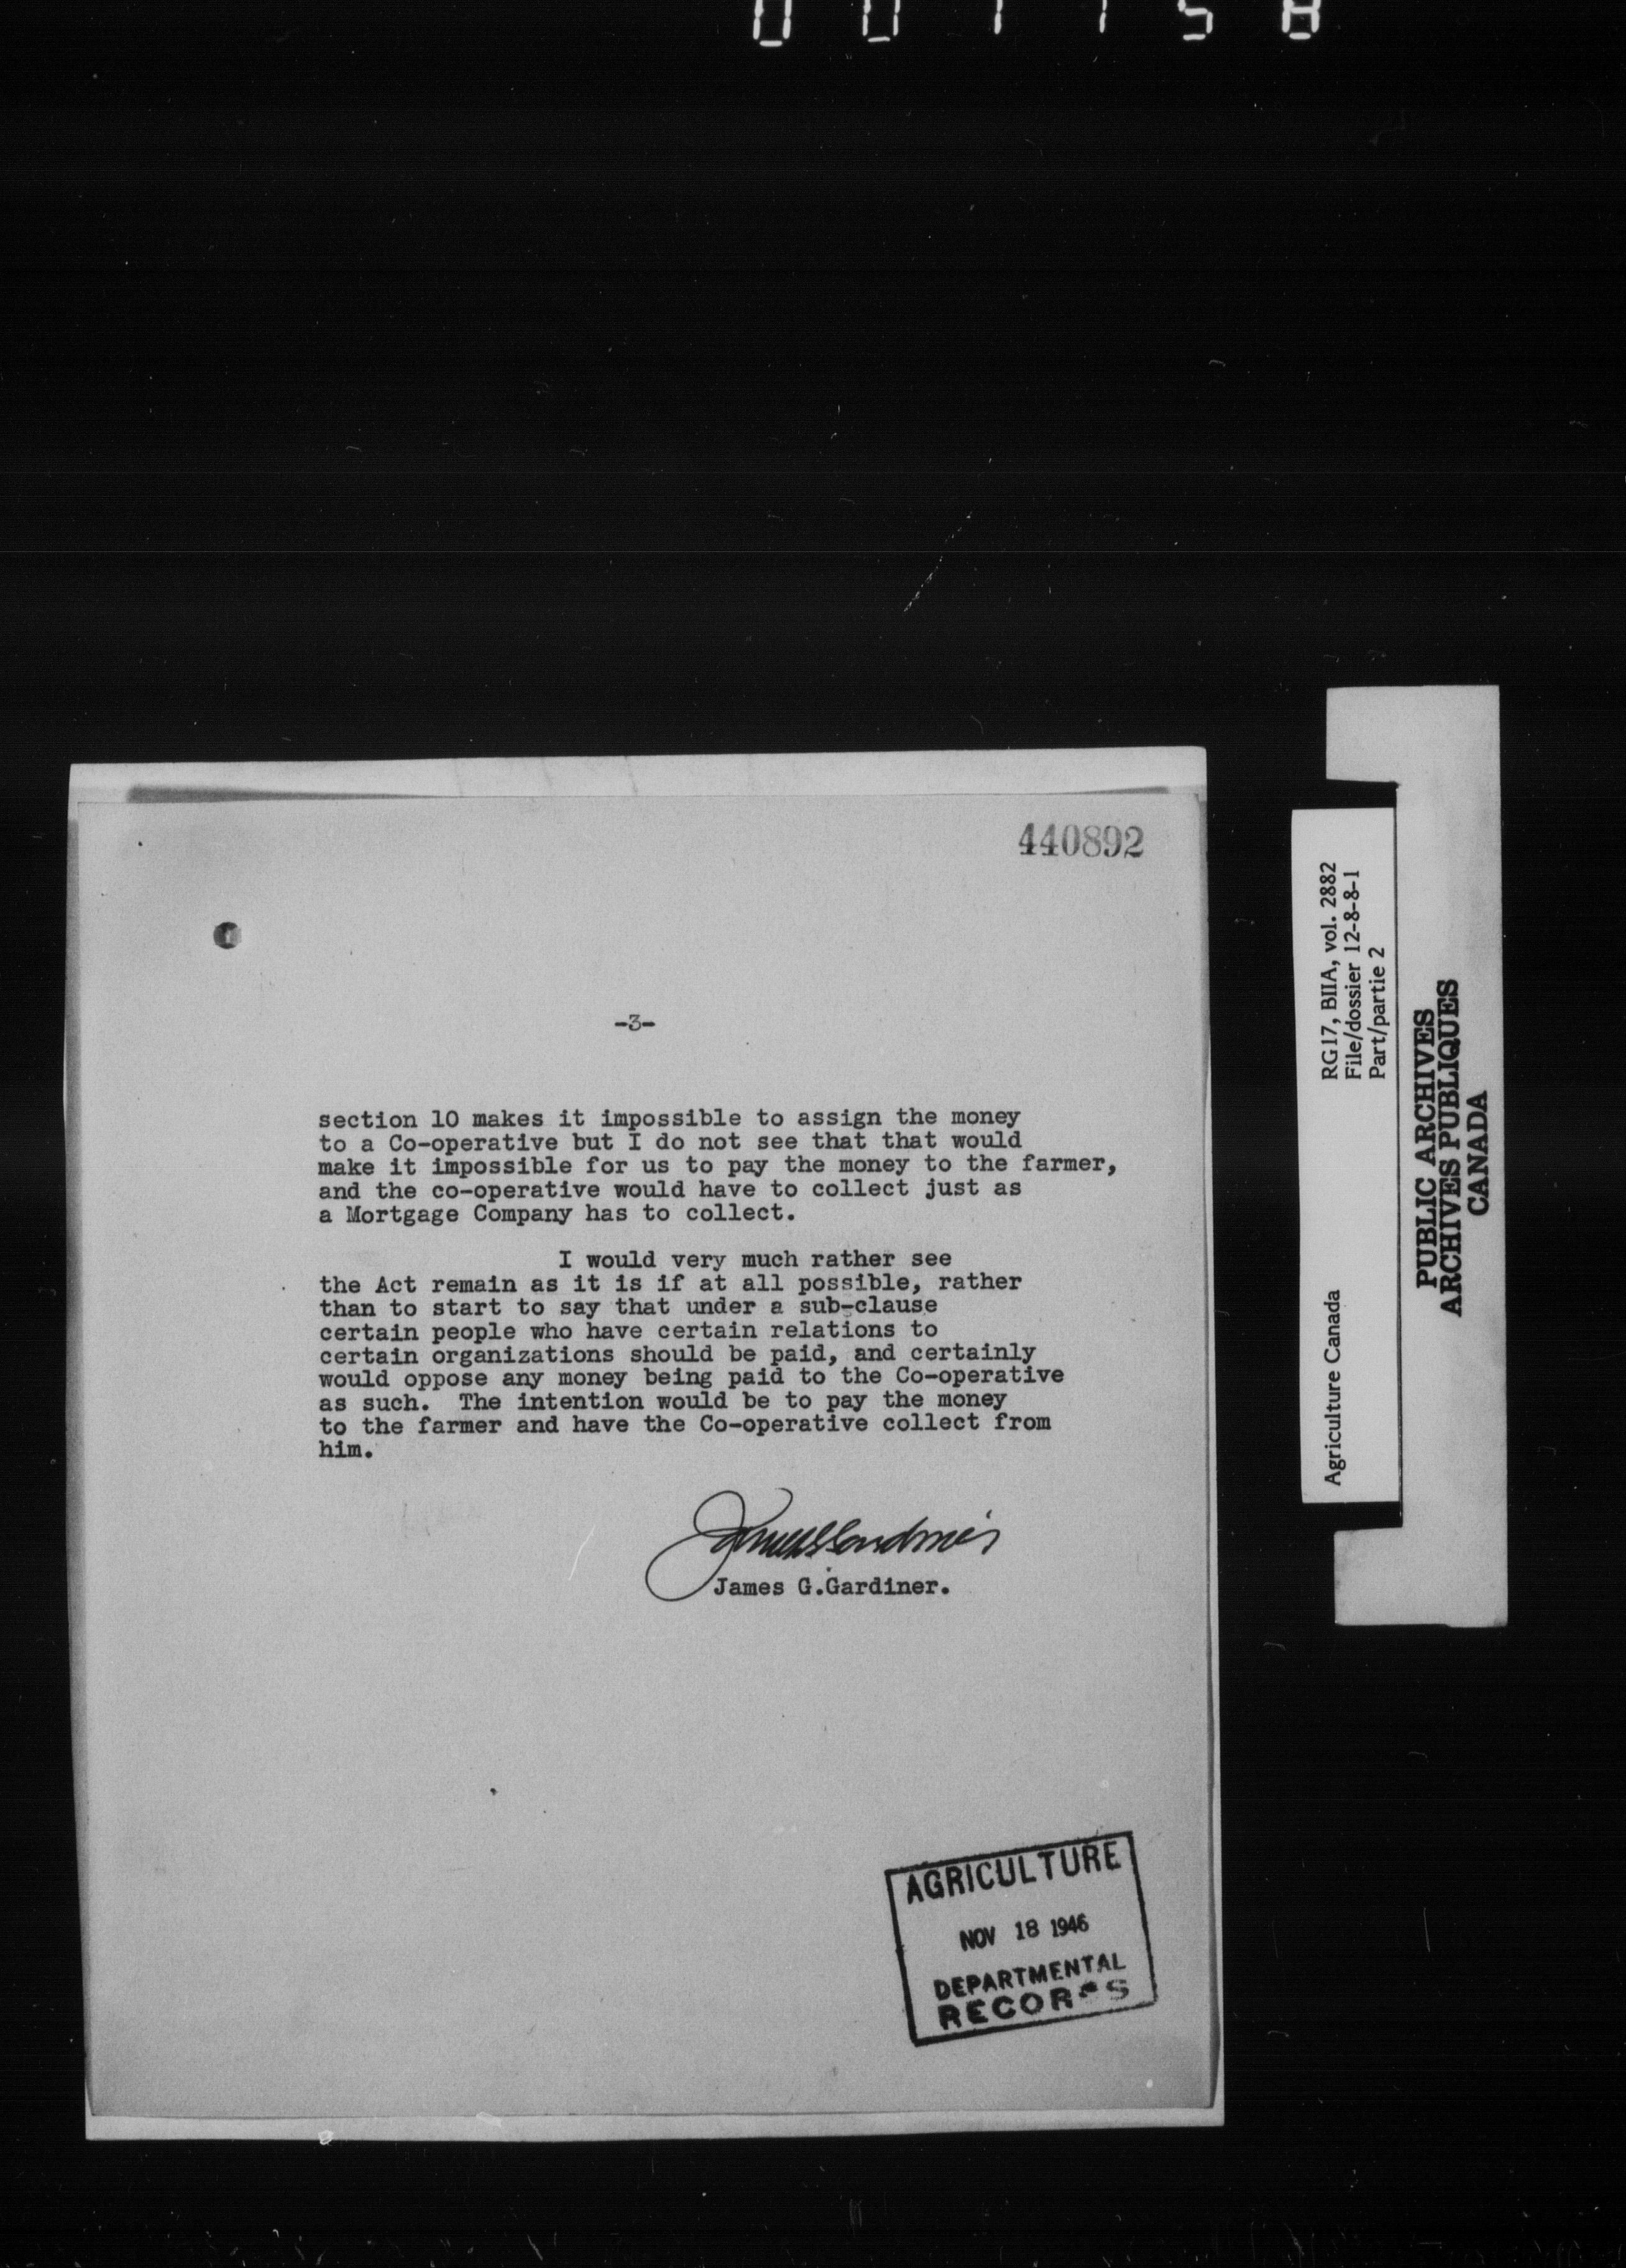 440892
-3-
section 10 makes it impossible to assign the money
to a Co-operative but I do not see that that would
make it impossible for us to pay the money to the farmer,
and the co-operative would have to collect just as
a Mortgage Company has to collect.
I would very much rather see
the Act remain as it is if at all possible, rather
than to start to say that under a sub-clause
certain people who have certain relations to
certain organizations should be paid, and certainly
would oppose any money being paid to the Co-operative
as such. The intention would be to pay the money
to the farmer and have the Co-operative collect from
him.
James G.Gardiner.
AGRICULTURE
NOV 18 1946
DEPARTMENTAL
RECORDS
Agriculture Canada
RG17, BIIA, vol. 2882
File/dossier 12-8-8-1
Part/partie 2
PUBLIC ARCHIVES
ARCHIVES PUBLIQUES
CANADA